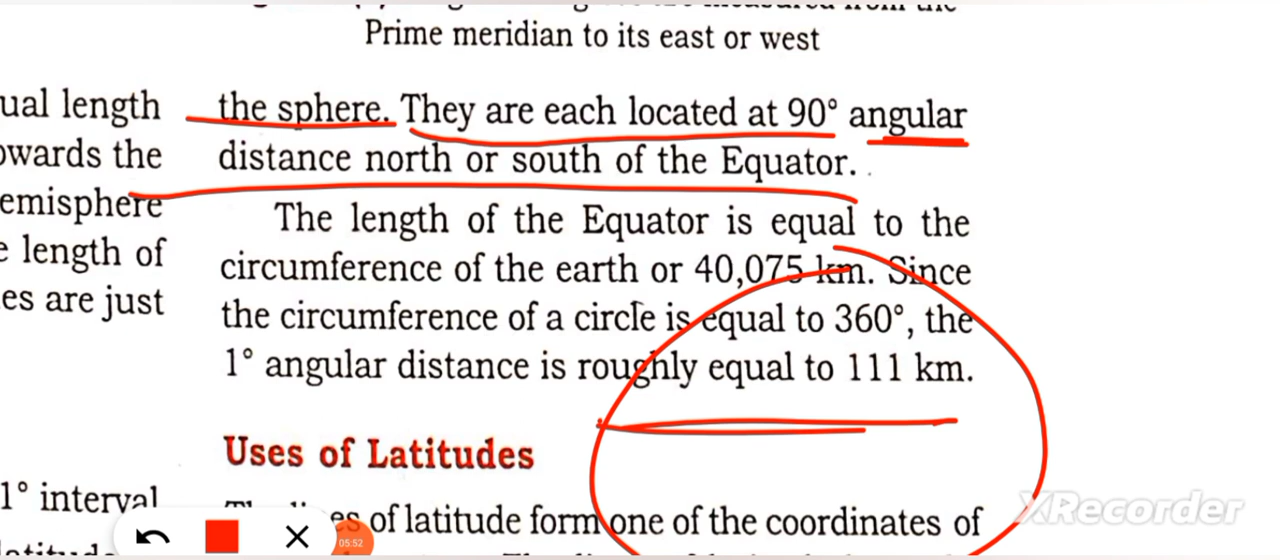 measured from the
Prime meridian to its east or west
ual length
owards the
emisphere
e length of
es are just
1° interval
the sphere. They are each located at 90° angular
distance north or south of the Equator.
The length of the Equator is equal to the
circumference of the earth or 40,075 km. Since
the circumference of a circle is equal to 360°, the
1° angular distance is roughly equal to 111 km.
Uses of Latitudes
es of latitude form one of the coordinates of
05:52
XRecorder